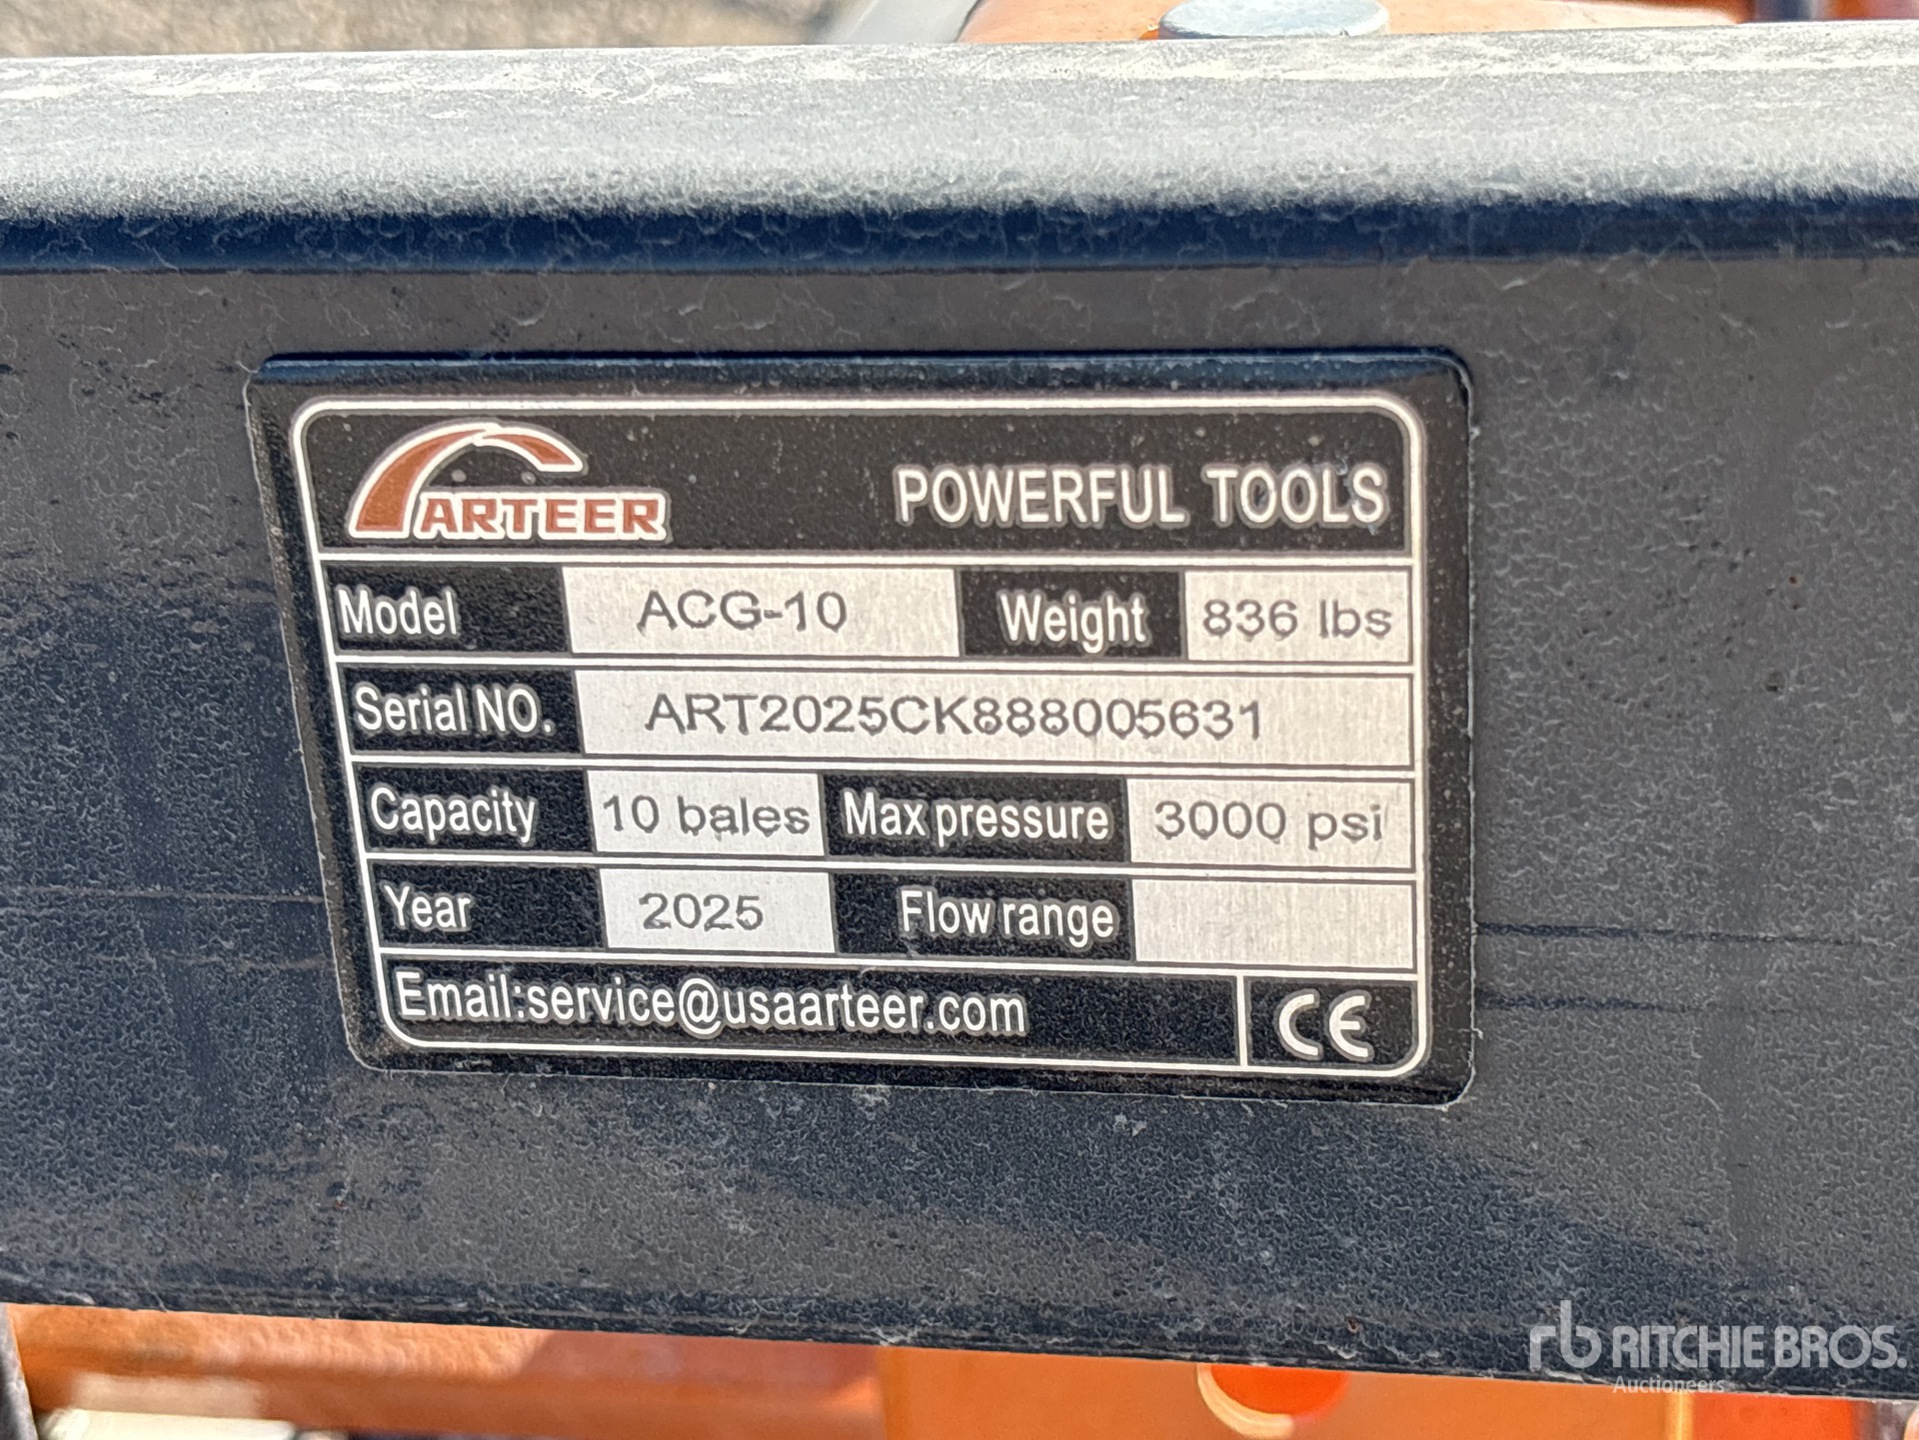 ARTEER POWERFUL TOOLS
Model ACG-10 Weight 836 lbs
Serial NO. ART2025CK888005631
Capacity 10 bales Max pressure 3000 psi
Year 2025 Flow range
Email:service@usaarteer.com CE
rb RITCHIE BROS.
Auctioneers